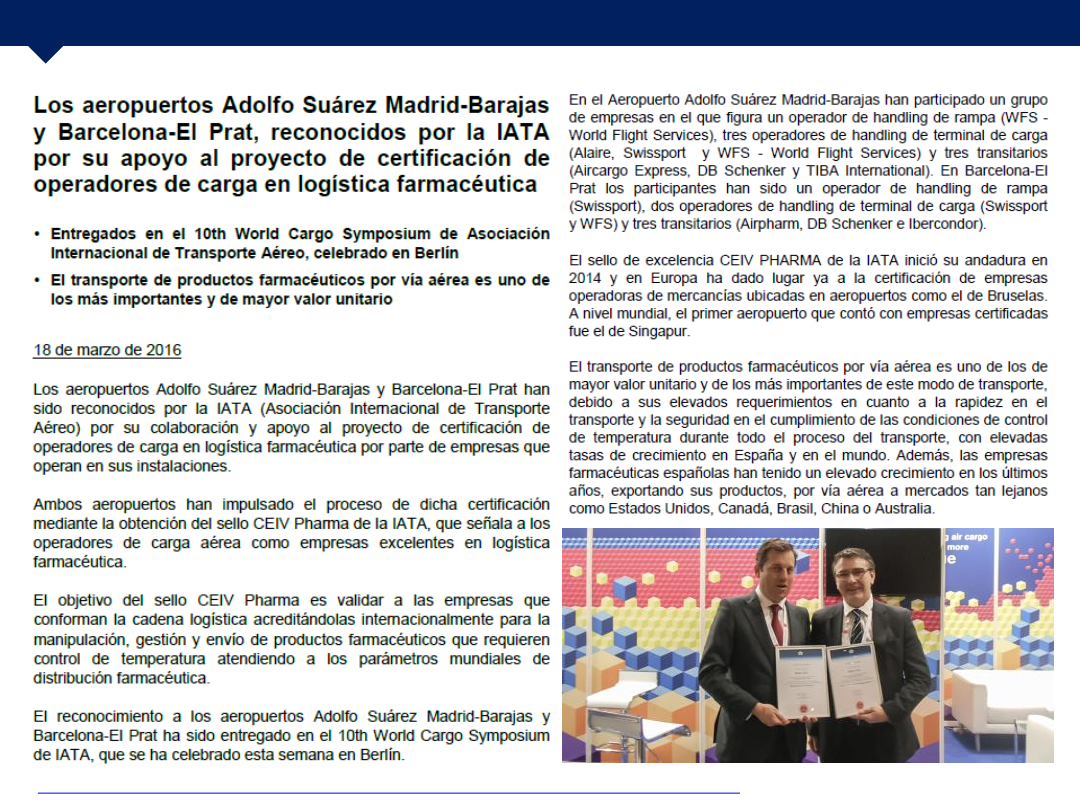 Los aeropuertos Adolfo Suárez Madrid-Barajas
y Barcelona-El Prat, reconocidos por la IATA
por su apoyo al proyecto de certificación de
operadores de carga en logística farmacéutica
• Entregados en el 10th World Cargo Symposium de Asociación
Internacional de Transporte Aéreo, celebrado en Berlín
• El transporte de productos farmacéuticos por vía aérea es uno de
los más importantes y de mayor valor unitario
18 de marzo de 2016
Los aeropuertos Adolfo Suárez Madrid-Barajas y Barcelona-El Prat han
sido reconocidos por la IATA (Asociación Internacional de Transporte
Aéreo) por su colaboración y apoyo al proyecto de certificación de
operadores de carga en logística farmacéutica por parte de empresas que
operan en sus instalaciones.
Ambos aeropuertos han impulsado el proceso de dicha certificación
mediante la obtención del sello CEIV Pharma de la IATA, que señala a los
operadores de carga aérea como empresas excelentes en logística
farmacéutica.
El objetivo del sello CEIV Pharma es validar a las empresas que
conforman la cadena logística acreditándolas internacionalmente para la
manipulación, gestión y envío de productos farmacéuticos que requieren
control de temperatura atendiendo a los parámetros mundiales de
distribución farmacéutica.
El reconocimiento a los aeropuertos Adolfo Suárez Madrid-Barajas y
Barcelona-El Prat ha sido entregado en el 10th World Cargo Symposium
de IATA, que se ha celebrado esta semana en Berlín.
En el Aeropuerto Adolfo Suárez Madrid-Barajas han participado un grupo
de empresas en el que figura un operador de handling de rampa (WFS -
World Flight Services), tres operadores de handling de terminal de carga
(Alaire, Swissport y WFS - World Flight Services) y tres transitarios
(Aircargo Express, DB Schenker y TIBA International). En Barcelona-El
Prat los participantes han sido un operador de handling de rampa
(Swissport), dos operadores de handling de terminal de carga (Swissport
y WFS) y tres transitarios (Airpharm, DB Schenker e Ibercondor).
El sello de excelencia CEIV PHARMA de la IATA inició su andadura en
2014 y en Europa ha dado lugar ya a la certificación de empresas
operadoras de mercancías ubicadas en aeropuertos como el de Bruselas.
A nivel mundial, el primer aeropuerto que contó con empresas certificadas
fue el de Singapur.
El transporte de productos farmacéuticos por vía aérea es uno de los de
mayor valor unitario y de los más importantes de este modo de transporte,
debido a sus elevados requerimientos en cuanto a la rapidez en el
transporte y la seguridad en el cumplimiento de las condiciones de control
de temperatura durante todo el proceso del transporte, con elevadas
tasas de crecimiento en España y en el mundo. Además, las empresas
farmacéuticas españolas han tenido un elevado crecimiento en los últimos
años, exportando sus productos, por vía aérea a mercados tan lejanos
como Estados Unidos, Canadá, Brasil, China o Australia.
air cargo
more